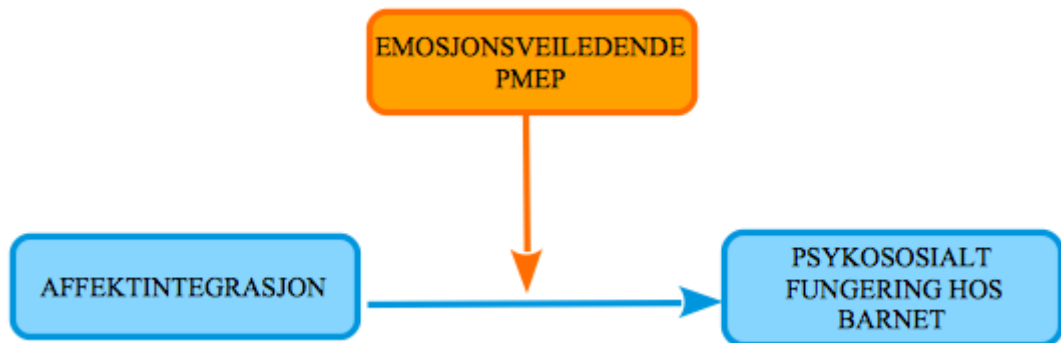 EMOSJONSVEILEDENDE
PMEP
AFFEKTINTEGRASJON
PSYKOSOSIALT
FUNGERING HOS
BARNET